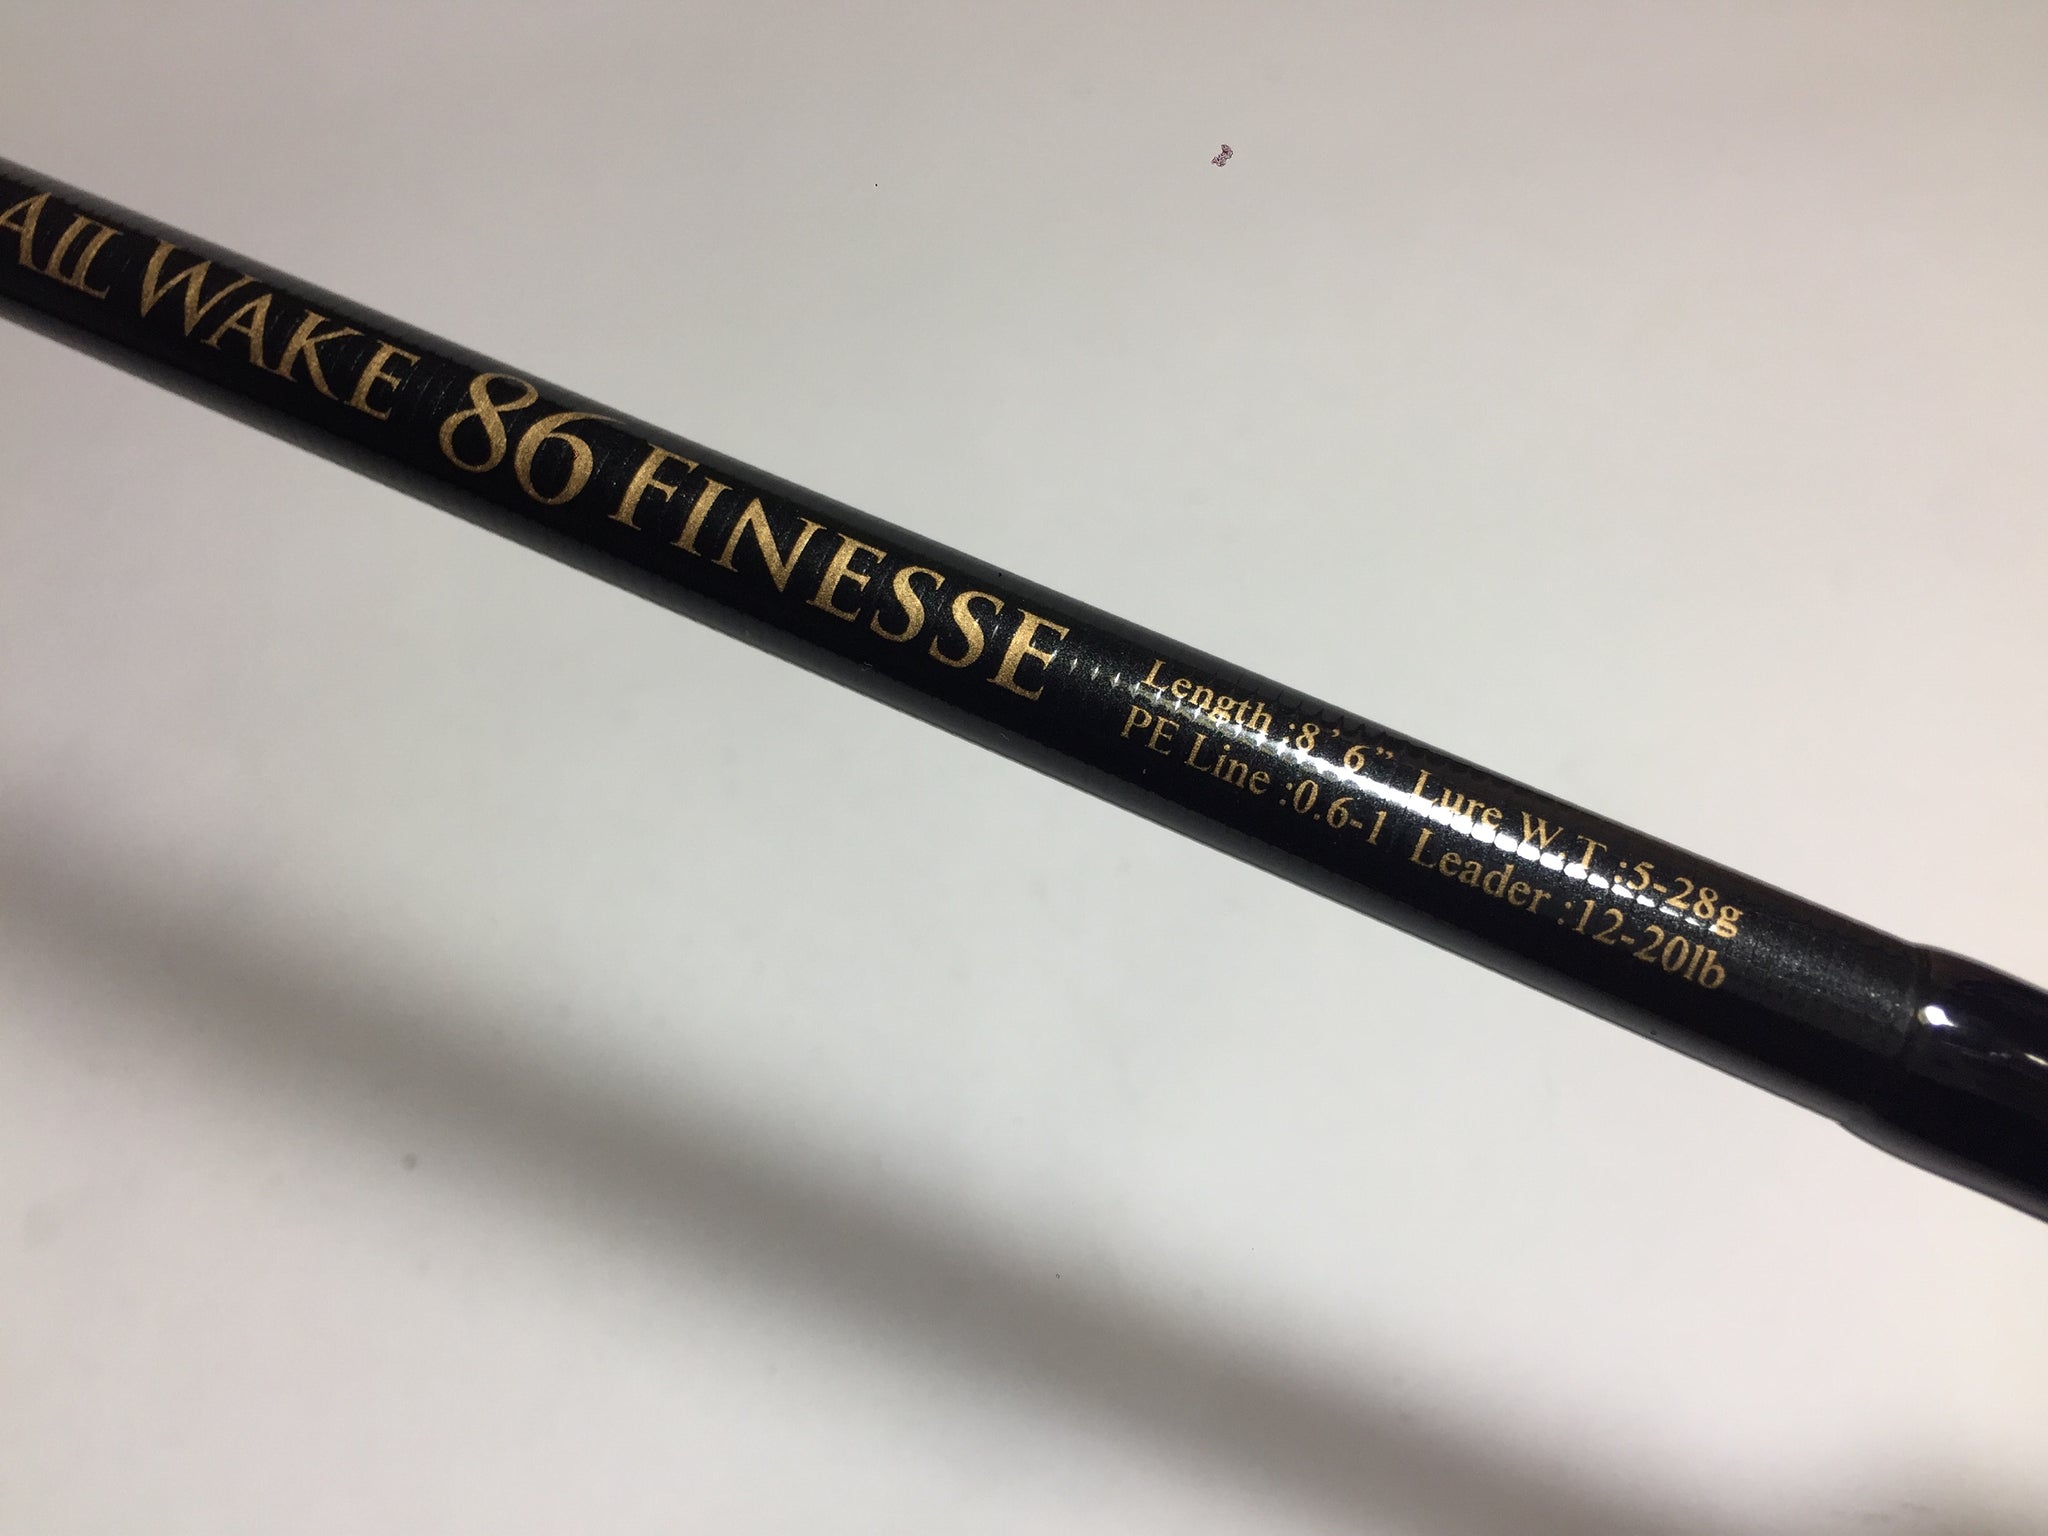 All WAKE 86 FINESSE
Length :8'6" Lure W.T :5-28g
PE Line :0.6-1 Leader :12-20lb